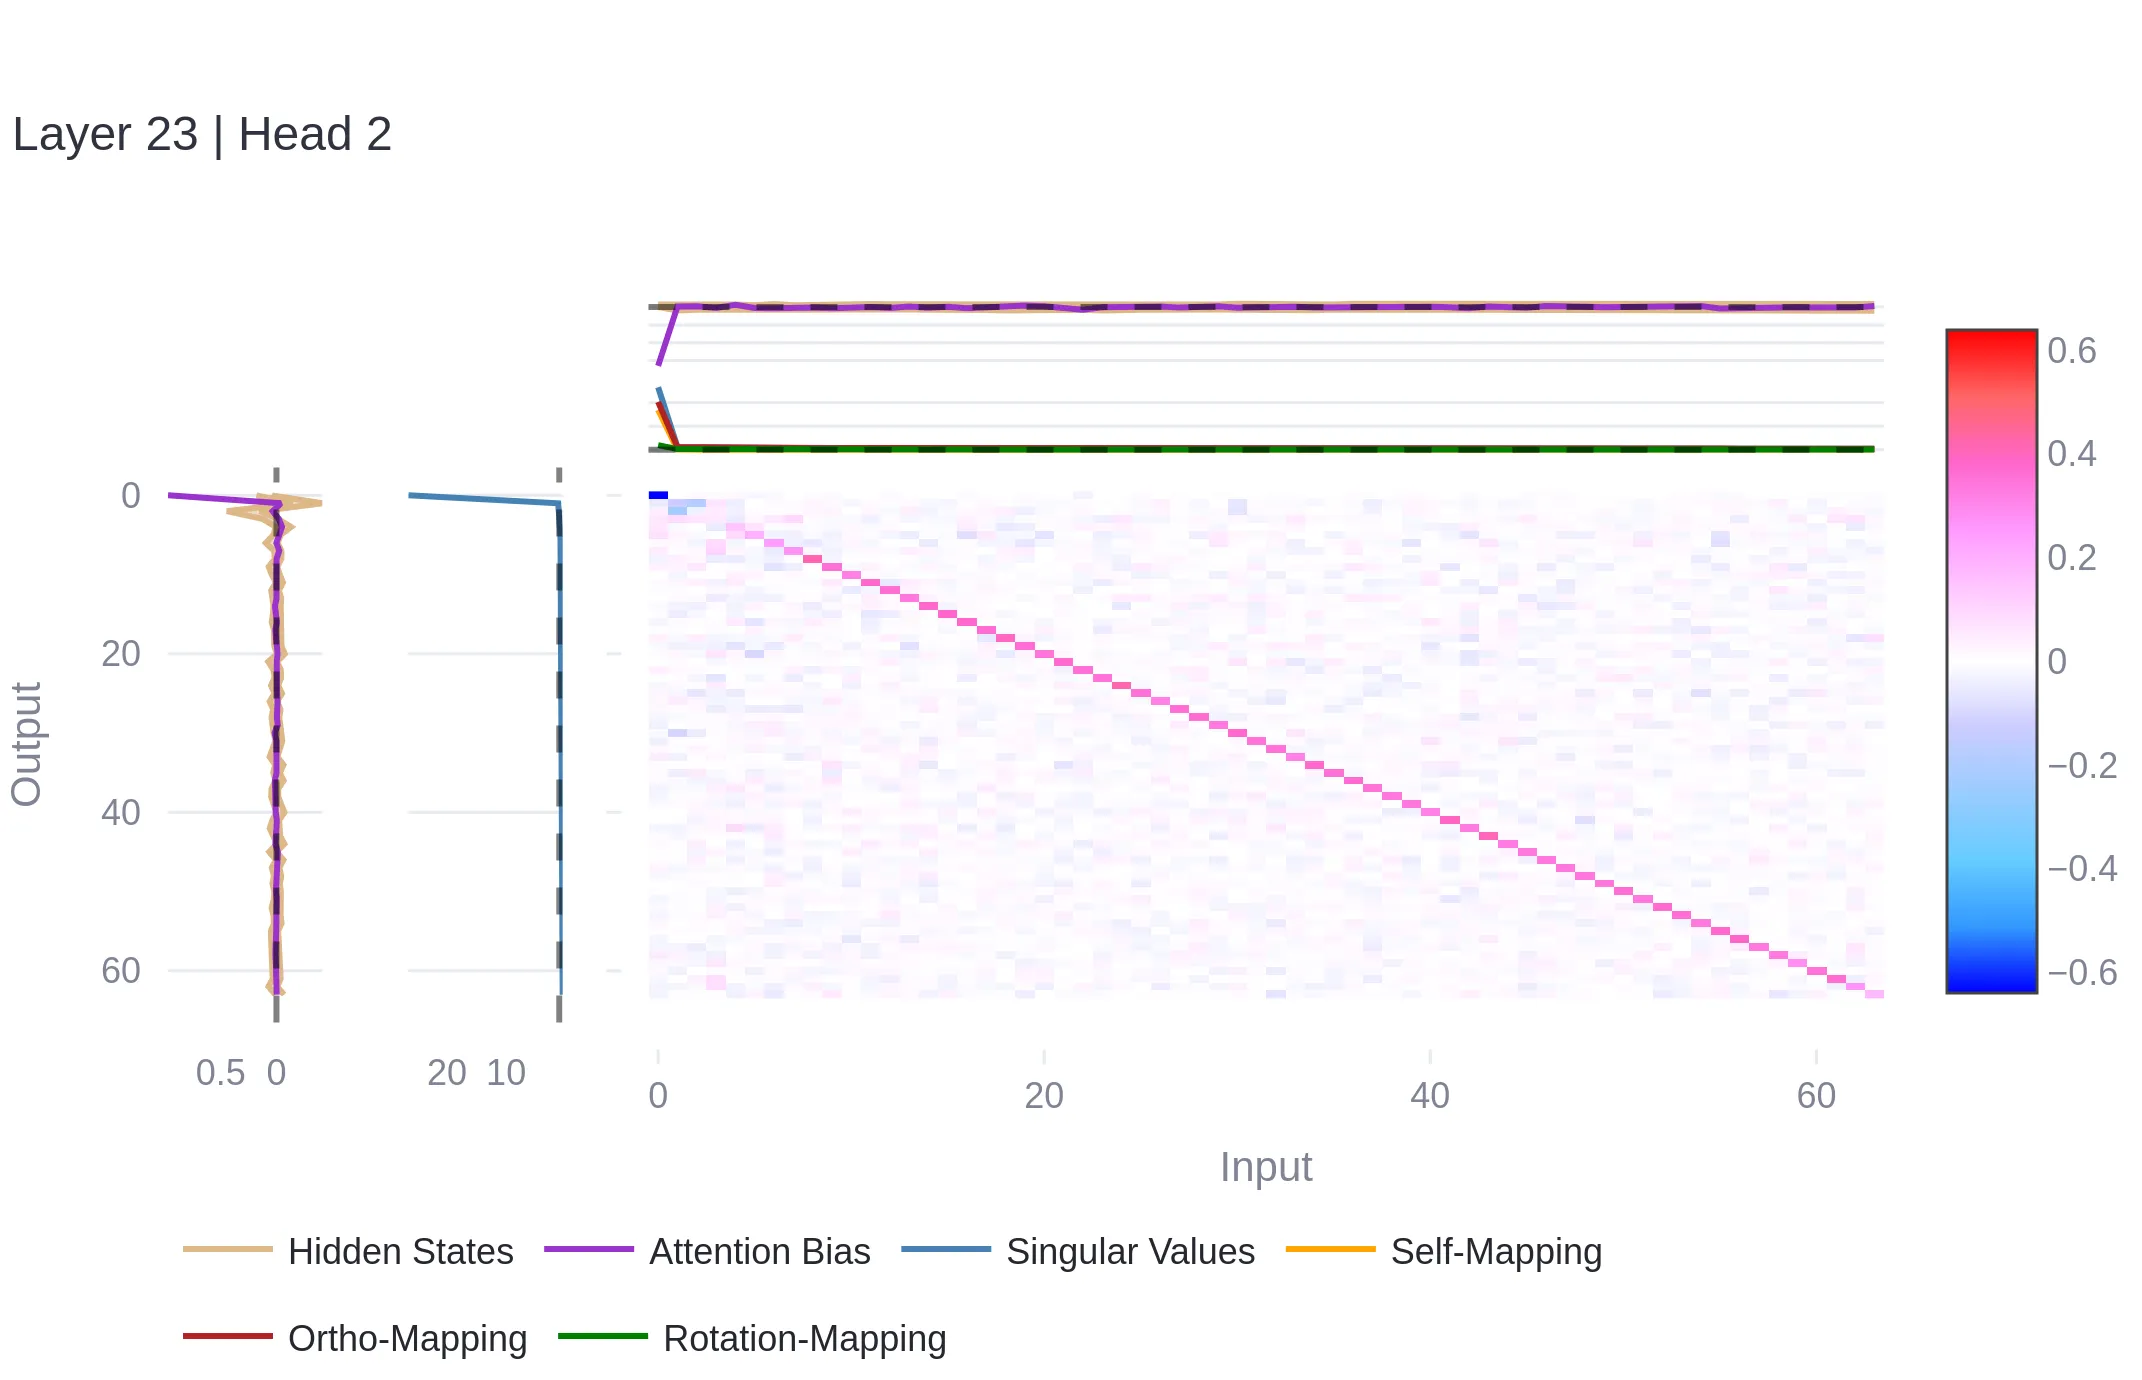 Layer 23 | Head 2
0.6
0.4
0.2
0
−0.2
−0.4
−0.6
Output
0
20
40
60
0.5 0
20 10
0 20 40 60
Input
Hidden States Attention Bias Singular Values Self-Mapping
Ortho-Mapping Rotation-Mapping